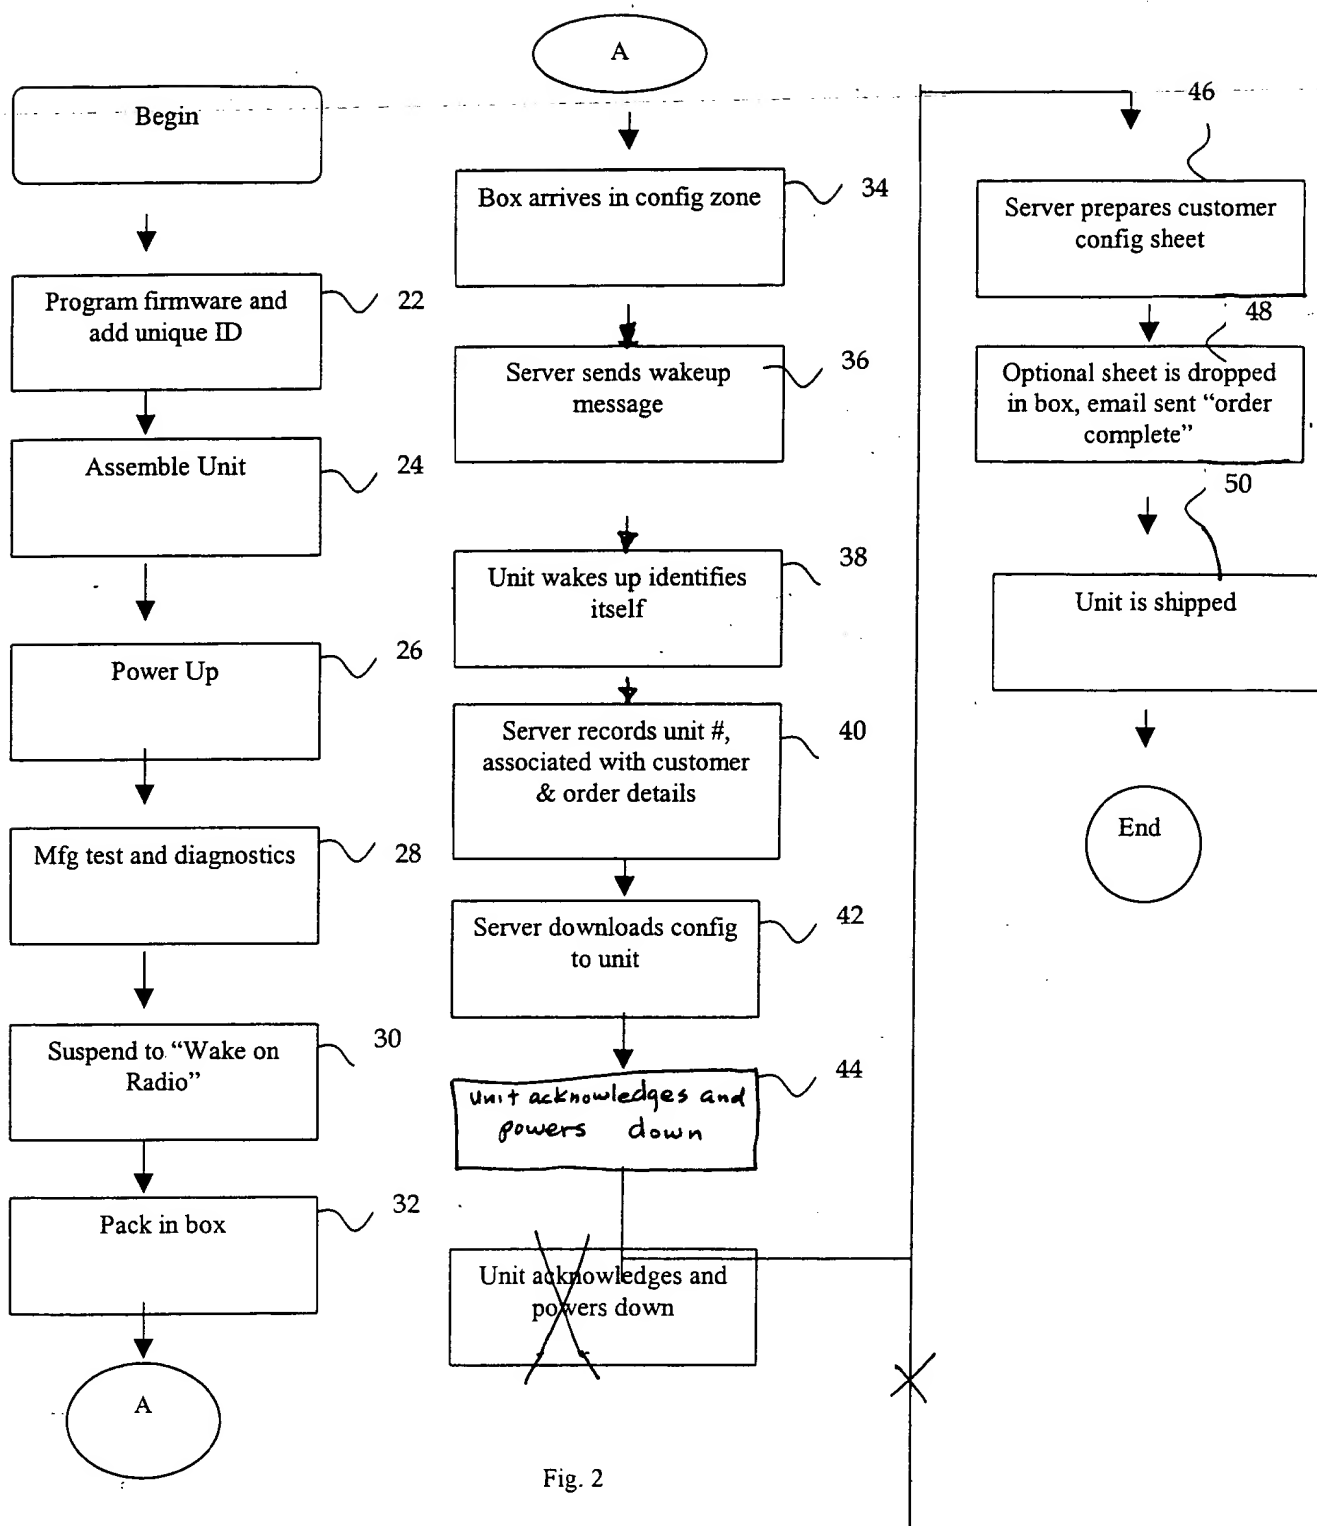 Begin
22
Program firmware and
add unique ID
24
Assemble Unit
26
Power Up
28
Mfg test and diagnostics
30
Suspend to “Wake on
Radio”
32
Pack in box
A
A
34
Box arrives in config zone
36
Server sends wakeup
message
38
Unit wakes up identifies
itself
40
Server records unit #,
associated with customer
& order details
42
Server downloads config
to unit
44
unit acknowledges and
powers down
Unit acknowledges and
powers down
46
Server prepares customer
config sheet
48
Optional sheet is dropped
in box, email sent “order
complete”
50
Unit is shipped
End
Fig. 2